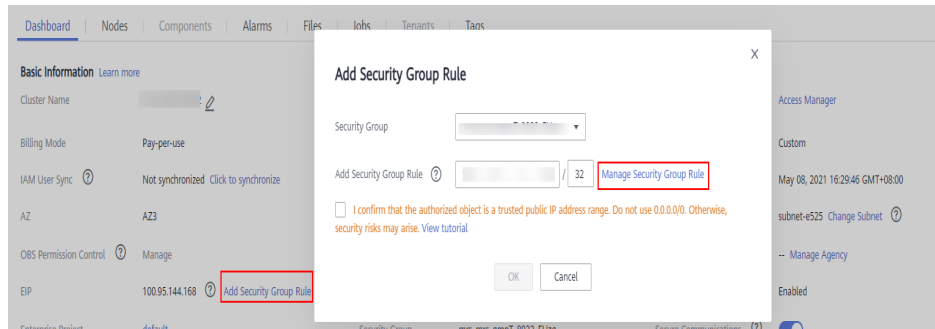 Dashboard Nodes Components Alarms Files Jobs Tenants Tags
X
Basic Information Learn more
Add Security Group Rule
Cluster Name
Access Manager
Security Group
Billing Mode Pay-per-use
Custom
IAM User Sync ? Not synchronized Click to synchronize
Add Security Group Rule ? / 32 Manage Security Group Rule
May 08, 2021 16:29:46 GMT+08:00
AZ AZ3
I confirm that the authorized object is a trusted public IP address range. Do not use 0.0.0.0/0. Otherwise,
security risks may arise. View tutorial
subnet-e525 Change Subnet ?
OBS Permission Control ? Manage
-- Manage Agency
OK Cancel
EIP 100.95.144.168 ? Add Security Group Rule
Enabled
Enterprise Project default Security Group Secure Communications ?